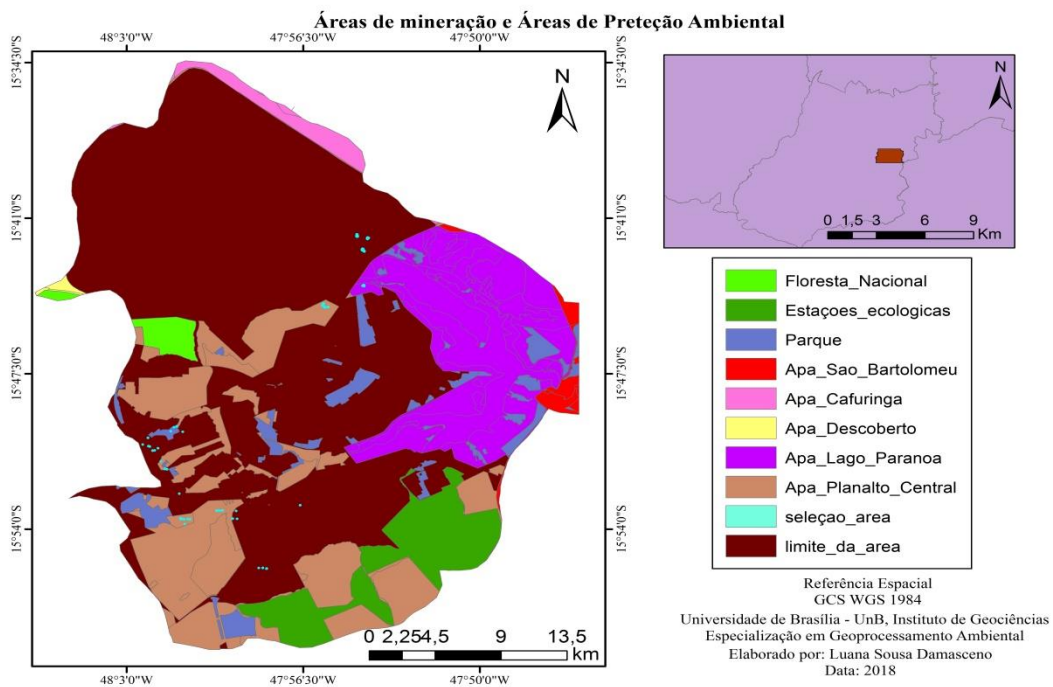 Áreas de mineração e Áreas de Preteção Ambiental
48°3'30"W 47°56'30"W 47°50'0"W
15°34'30"S
15°41'0"S
15°47'30"S
15°54'0"S
N
0 2,25 4,5 9 13,5
km
48°3'30"W 47°56'30"W 47°50'0"W
15°34'30"S
15°41'0"S
15°47'30"S
15°54'0"S
N
0 1,5 3 6 9
Km
Floresta_Nacional
Estaçoes_ecologicas
Parque
Apa_Sao_Bartolomeu
Apa_Cafuringa
Apa_Descoberto
Apa_Lago_Paranoa
Apa_Planalto_Central
seleçao_area
limite_da_area
Referência Espacial
GCS WGS 1984
Universidade de Brasília - UnB, Instituto de Geociências
Especialização em Geoprocessamento Ambiental
Elaborado por: Luana Sousa Damasceno
Data: 2018